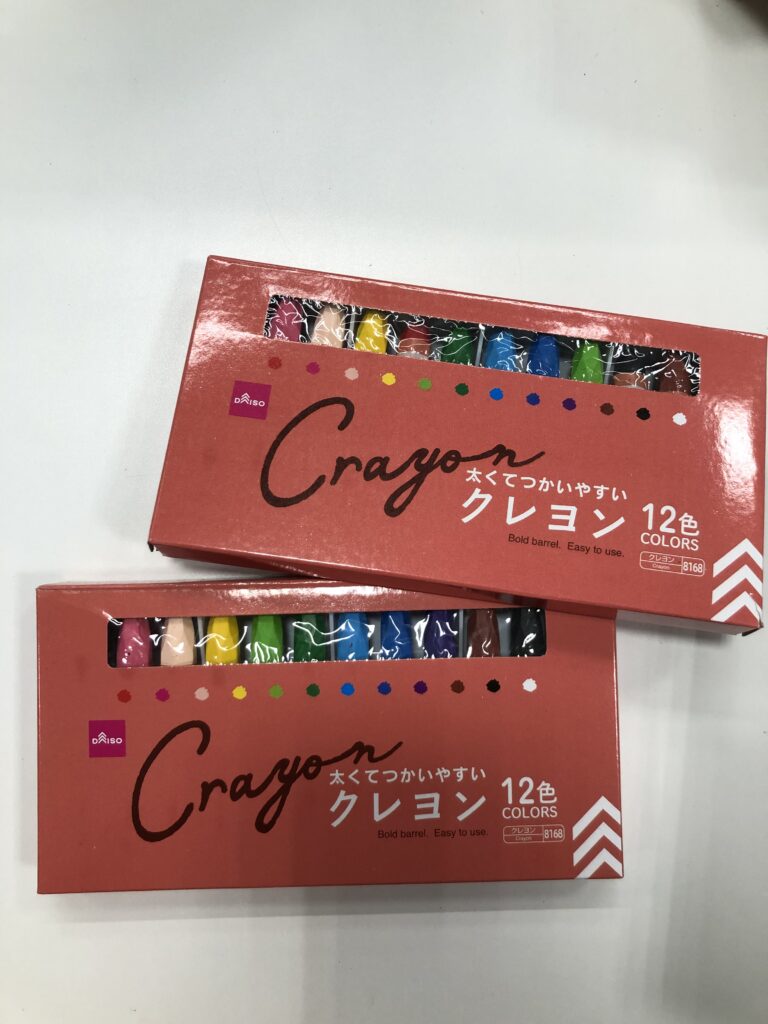 DAISO
Crayon
太くてつかいやすい
クレヨン 12色
COLORS
Bold barrel. Easy to use.
クレヨン
Crayon
8168
DAISO
Crayon
太くてつかいやすい
クレヨン 12色
COLORS
Bold barrel. Easy to use.
クレヨン
Crayon
8168